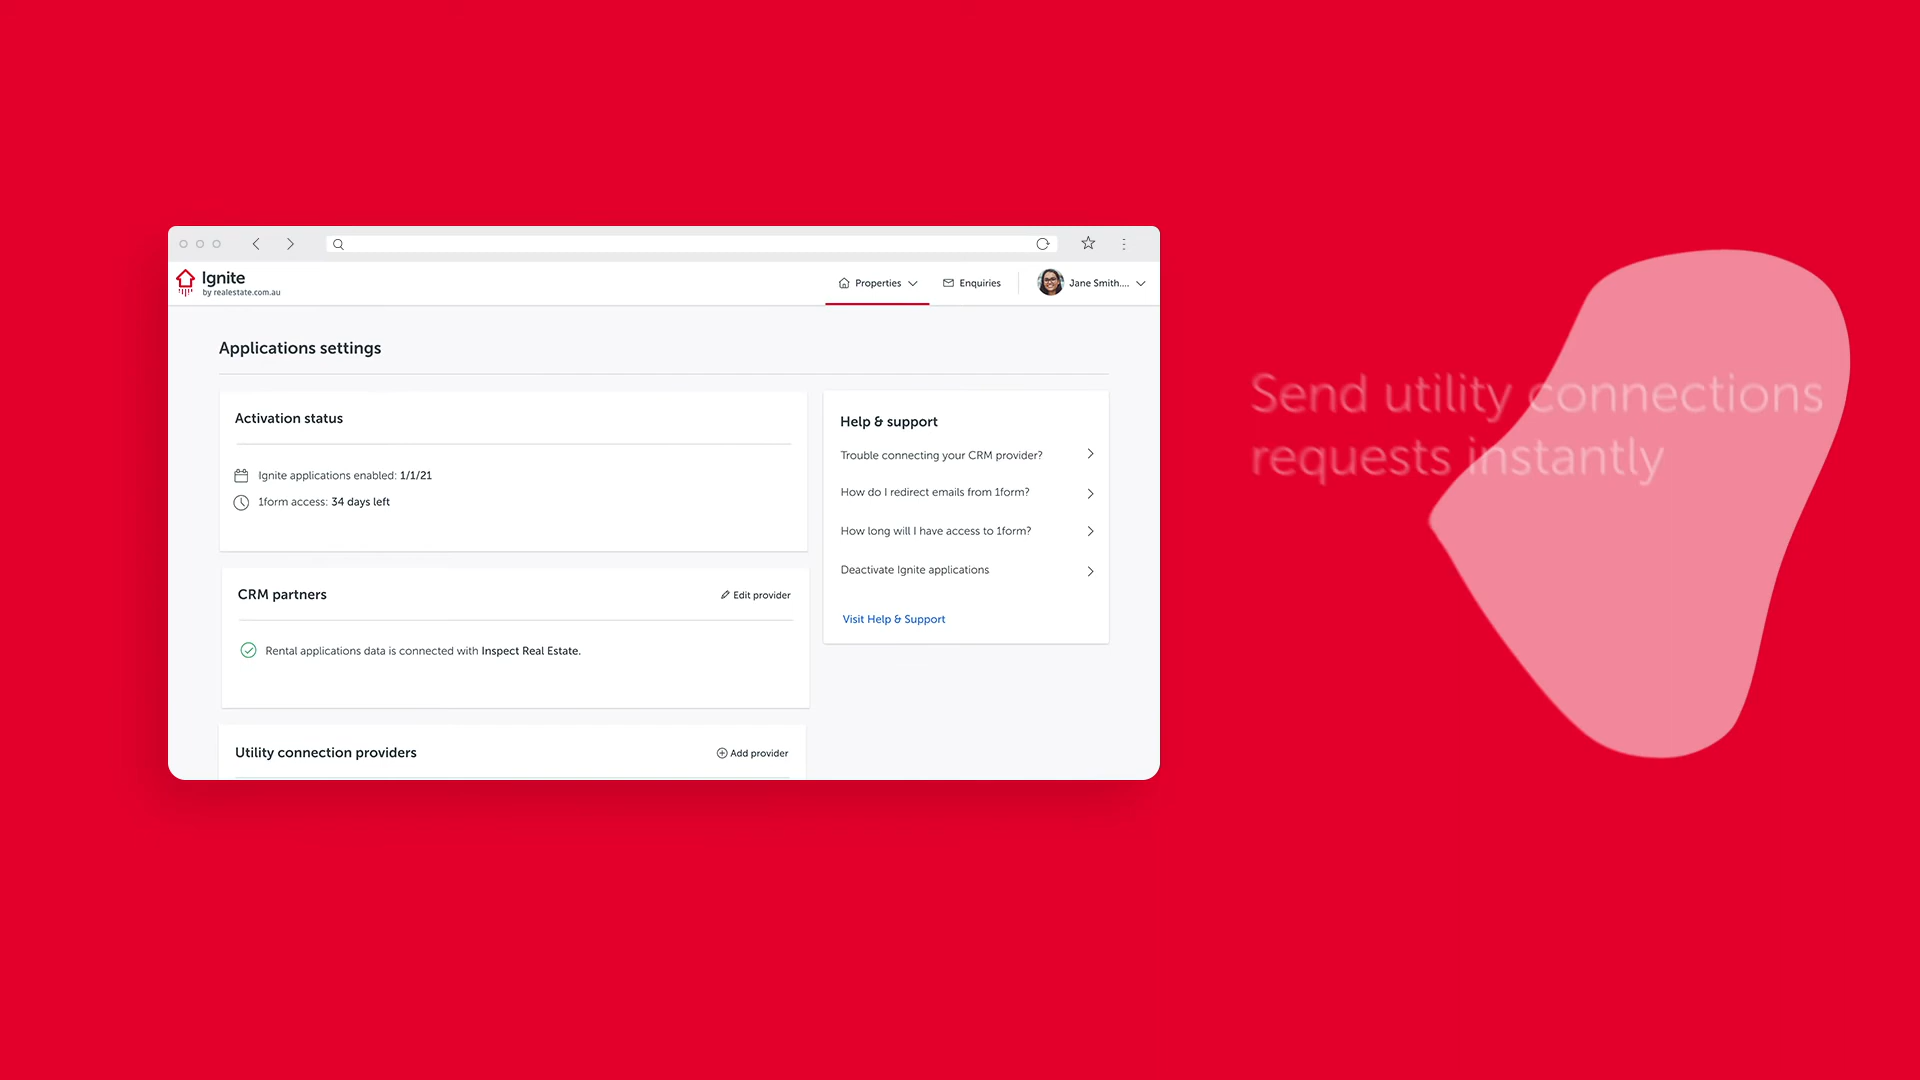 Ignite
by realestate.com.au
Properties
Enquiries
Jane Smith....
Applications settings
Activation status
Ignite applications enabled: 1/1/21
1form access: 34 days left
CRM partners
Edit provider
Rental applications data is connected with Inspect Real Estate.
Utility connection providers
Add provider
Help & support
Trouble connecting your CRM provider?
How do I redirect emails from 1form?
How long will I have access to 1form?
Deactivate Ignite applications
Visit Help & Support
Send utility connections
requests instantly